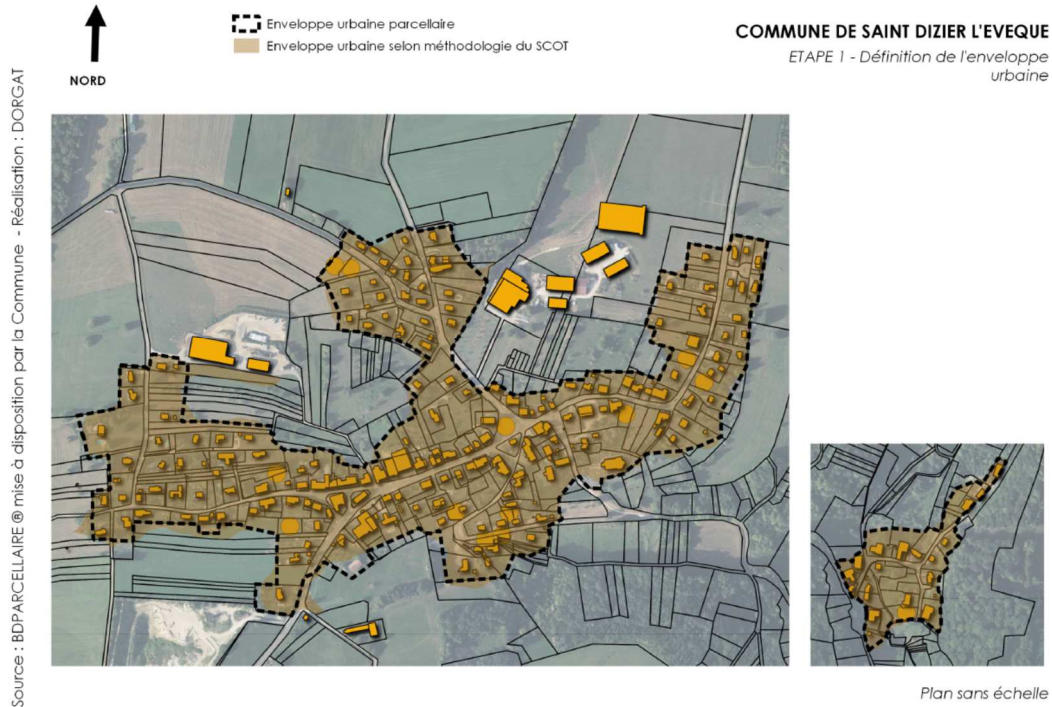 Enveloppe urbaine parcellaire
Enveloppe urbaine selon méthodologie du SCOT
COMMUNE DE SAINT DIZIER L'EVEQUE
ETAPE 1 - Définition de l'enveloppe
urbaine
NORD
Source : BDPARCELLAIRE ® mise à disposition par la Commune - Réalisation : DORGAT
Plan sans échelle